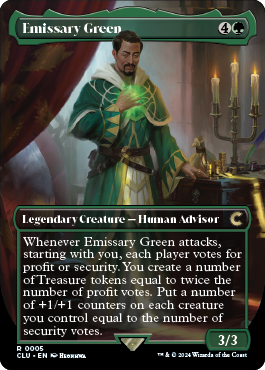 Emissary Green 4
Legendary Creature — Human Advisor
Whenever Emissary Green attacks,
starting with you, each player votes for
profit or security. You create a number
of Treasure tokens equal to twice the
number of profit votes. Put a number
of +1/+1 counters on each creature
you control equal to the number of
security votes.
3/3
R 0005
CLU • EN HEONHWA ™ & © 2024 Wizards of the Coast